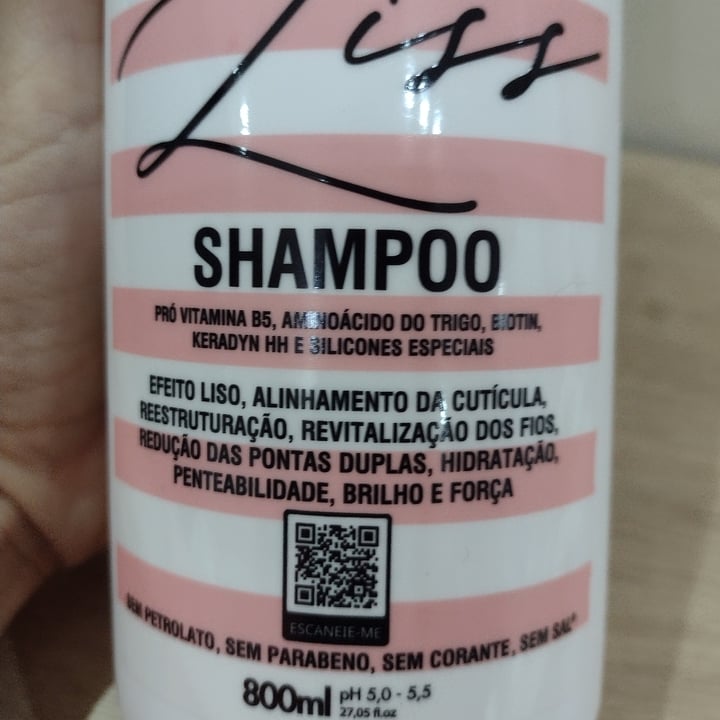 Liss
SHAMPOO
PRÓ VITAMINA B5, AMINOÁCIDO DO TRIGO, BIOTIN,
KERADYN HH E SILICONES ESPECIAIS
EFEITO LISO, ALINHAMENTO DA CUTÍCULA,
REESTRUTURAÇÃO, REVITALIZAÇÃO DOS FIOS,
REDUÇÃO DAS PONTAS DUPLAS, HIDRATAÇÃO,
PENTEABILIDADE, BRILHO E FORÇA
ESCANEIE-ME
SEM PETROLATO, SEM PARABENO, SEM CORANTE, SEM SAL*
800ml pH 5,0 - 5,5
27,05 fl.oz